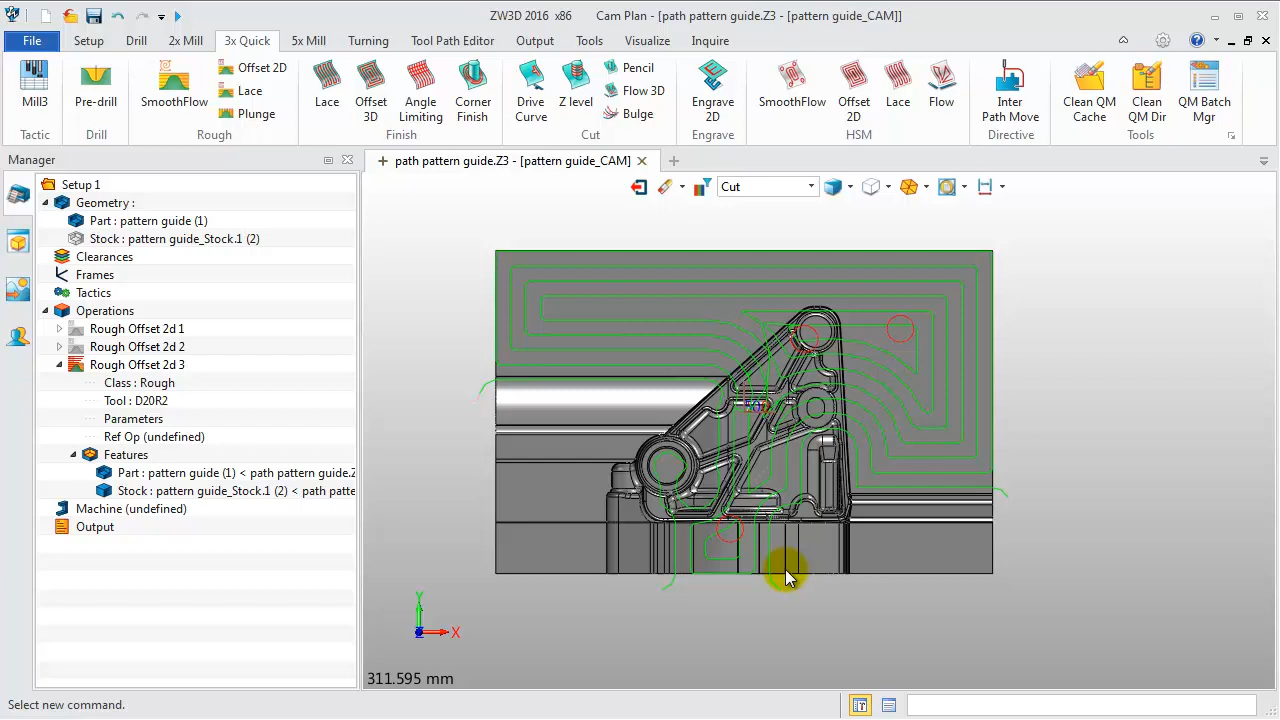 ZW3D 2016 x86 Cam Plan - [path pattern guide.Z3 - [pattern guide_CAM]]
File Setup Drill 2x Mill 3x Quick 5x Mill Turning Tool Path Editor Output Tools Visualize Inquire
Mill3
Tactic
Pre-drill
Drill
SmoothFlow
Offset 2D
Lace
Plunge
Rough
Lace
Offset 3D
Angle Limiting
Corner Finish
Finish
Drive Curve
Z level
Pencil
Flow 3D
Bulge
Cut
Engrave 2D
Engrave
SmoothFlow
Offset 2D
Lace
Flow
HSM
Inter Path Move
Directive
Clean QM Cache
Clean QM Dir
QM Batch Mgr
Tools
Manager
path pattern guide.Z3 - [pattern guide_CAM]
Cut
Setup 1
Geometry :
Part : pattern guide (1)
Stock : pattern guide_Stock.1 (2)
Clearances
Frames
Tactics
Operations
Rough Offset 2d 1
Rough Offset 2d 2
Rough Offset 2d 3
Class : Rough
Tool : D20R2
Parameters
Ref Op (undefined)
Features
Part : pattern guide (1) < path pattern guide.Z
Stock : pattern guide_Stock.1 (2) < path patte
Machine (undefined)
Output
Y
X
311.595 mm
Select new command.